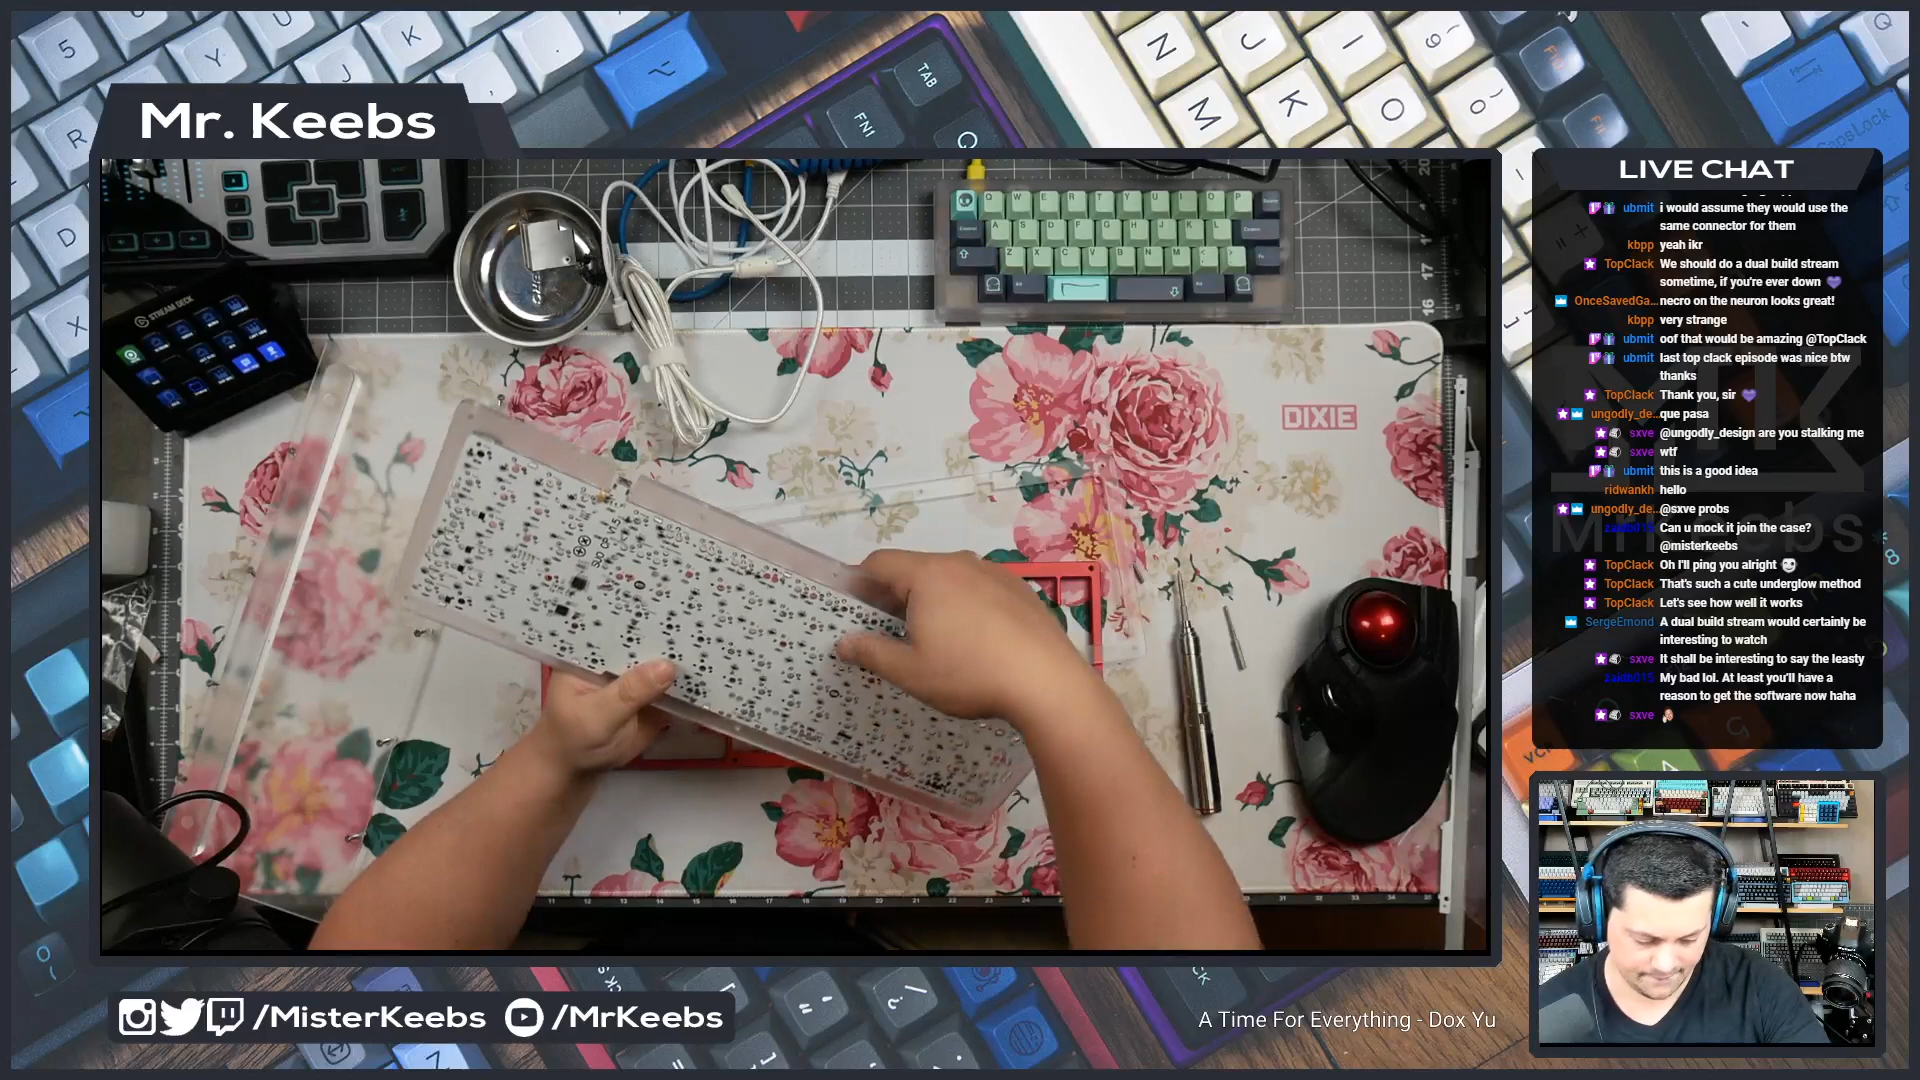 Mr. Keebs
STREAM DECK
DIXIE
LIVE CHAT
ubmit i would assume they would use the
same connector for them
kbpp yeah ikr
TopClack We should do a dual build stream
sometime, if you're ever down
OnceSavedGa... necro on the neuron looks great!
kbpp very strange
ubmit oof that would be amazing @TopClack
ubmit last top clack episode was nice btw
thanks
TopClack Thank you, sir
ungodly_de... que pasa
sxve @ungodly_design are you stalking me
sxve wtf
ubmit this is a good idea
ridwankh hello
ungodly_de... @sxve probs
Can u mock it join the case?
@misterkeebs
TopClack Oh I'll ping you alright
TopClack That's such a cute underglow method
TopClack Let's see how well it works
SergeEmond A dual build stream would certainly be
interesting to watch
sxve It shall be interesting to say the leasty
My bad lol. At least you'll have a
reason to get the software now haha
sxve
/MisterKeebs
/MrKeebs
A Time For Everything - Dox Yu